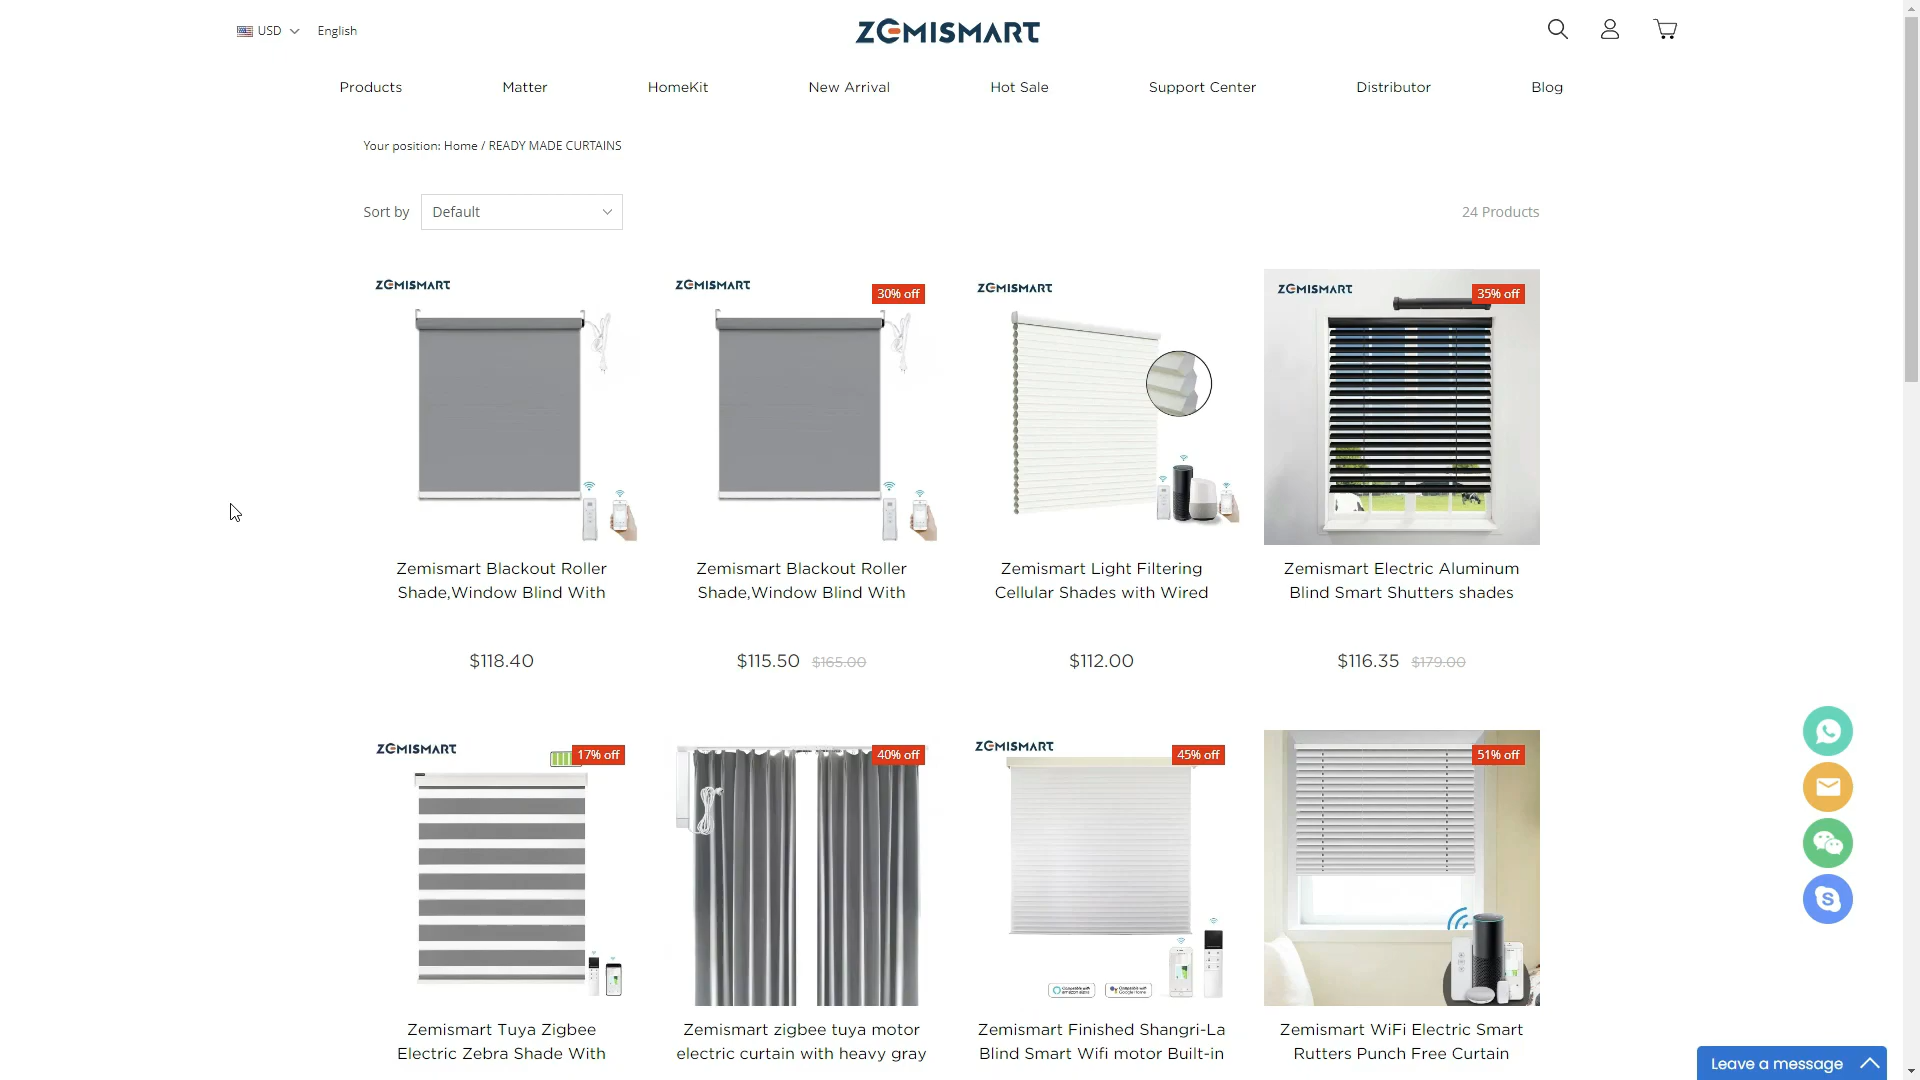 USD
English
ZEMISMART
Products
Matter
HomeKit
New Arrival
Hot Sale
Support Center
Distributor
Blog
Your position: Home / READY MADE CURTAINS
Sort by
Default
24 Products
ZEMISMART
ZEMISMART
30% off
ZEMISMART
ZEMISMART
35% off
Zemismart Blackout Roller
Shade,Window Blind With
Zemismart Blackout Roller
Shade,Window Blind With
Zemismart Light Filtering
Cellular Shades with Wired
Zemismart Electric Aluminum
Blind Smart Shutters shades
$118.40
$115.50 $165.00
$112.00
$116.35 $179.00
ZEMISMART
17% off
40% off
ZEMISMART
45% off
51% off
Zemismart Tuya Zigbee
Electric Zebra Shade With
Zemismart zigbee tuya motor
electric curtain with heavy gray
Zemismart Finished Shangri-La
Blind Smart Wifi motor Built-in
Zemismart WiFi Electric Smart
Rutters Punch Free Curtain
Leave a message